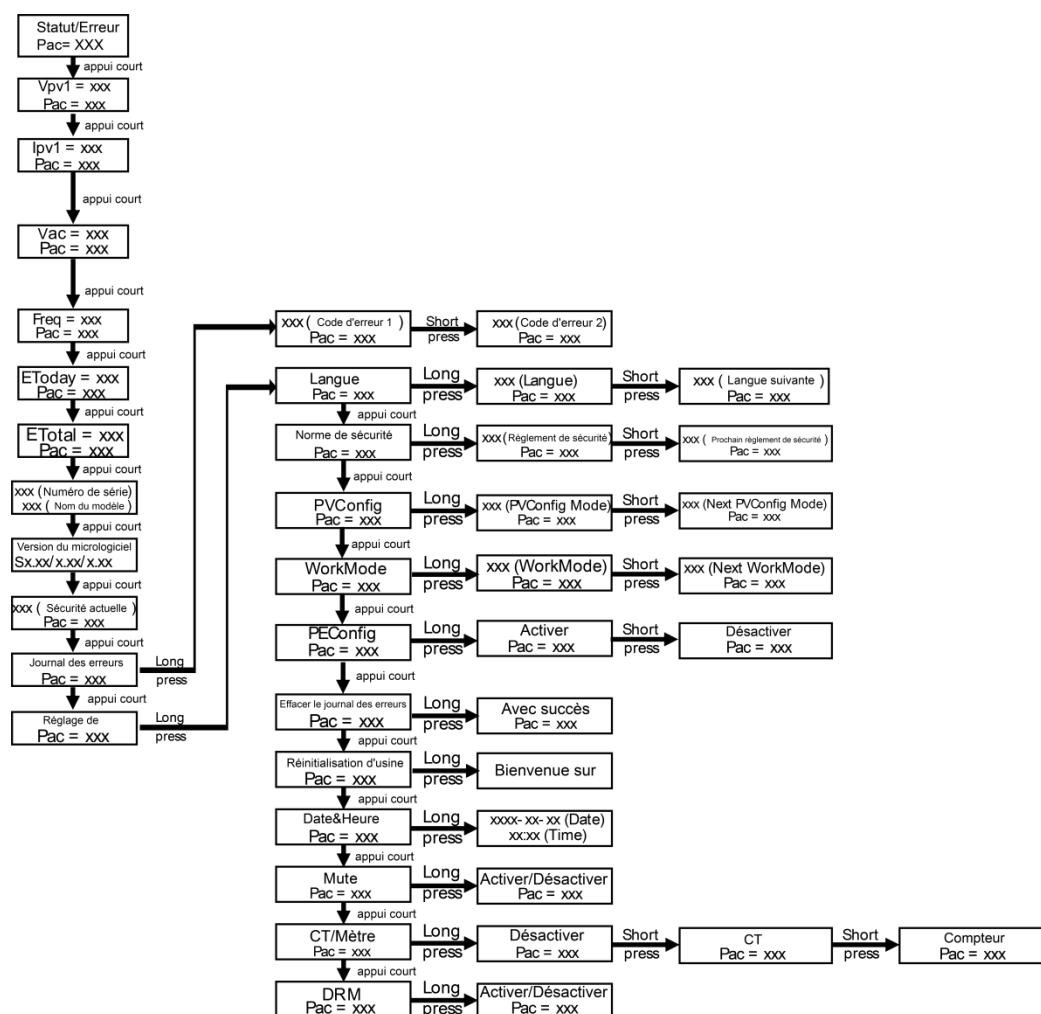 Statut/Erreur
Pac= XXX
appui court
Vpv1 = xxx
Pac = xxx
appui court
Ipv1 = xxx
Pac = xxx
appui court
Vac = xxx
Pac = xxx
appui court
Freq = xxx
Pac = xxx
appui court
EToday = xxx
Pac = xxx
appui court
ETotal = xxx
Pac = xxx
appui court
xxx (Numéro de série)
xxx ( Nom du modèle )
appui court
Version du micrologiciel
Sx.xx/x.xx/x.xx
appui court
xxx ( Sécurité actuelle )
Pac = xxx
appui court
Journal des erreurs
Pac = xxx
Long
press
appui court
Réglage de
Pac = xxx
Long
press
xxx ( Code d'erreur 1 )
Pac = xxx
Short
press
xxx (Code d'erreur 2)
Pac = xxx
Langue
Pac = xxx
Long
press
xxx (Langue)
Pac = xxx
Short
press
xxx ( Langue suivante )
Pac = xxx
appui court
Norme de sécurité
Pac = xxx
Long
press
xxx (Règlement de sécurité)
Pac = xxx
Short
press
xxx ( Prochain règlement de sécurité )
Pac = xxx
appui court
PVConfig
Pac = xxx
Long
press
xxx (PVConfig Mode)
Pac = xxx
Short
press
xxx (Next PVConfig Mode)
Pac = xxx
appui court
WorkMode
Pac = xxx
Long
press
xxx (WorkMode)
Pac = xxx
Short
press
xxx (Next WorkMode)
Pac = xxx
appui court
PEConfig
Pac = xxx
Long
press
Activer
Pac = xxx
Short
press
Désactiver
Pac = xxx
appui court
Effacer le journal des erreurs
Pac = xxx
Long
press
Avec succès
Pac = xxx
appui court
Réinitialisation d'usine
Pac = xxx
Long
press
Bienvenue sur
appui court
Date&Heure
Pac = xxx
Long
press
xxxx- xx- xx (Date)
xx:xx (Time)
appui court
Mute
Pac = xxx
Long
press
Activer/Désactiver
Pac = xxx
appui court
CT/Mètre
Pac = xxx
Long
press
Désactiver
Pac = xxx
Short
press
CT
Pac = xxx
Short
press
Compteur
Pac = xxx
appui court
DRM
Pac = xxx
Long
press
Activer/Désactiver
Pac = xxx